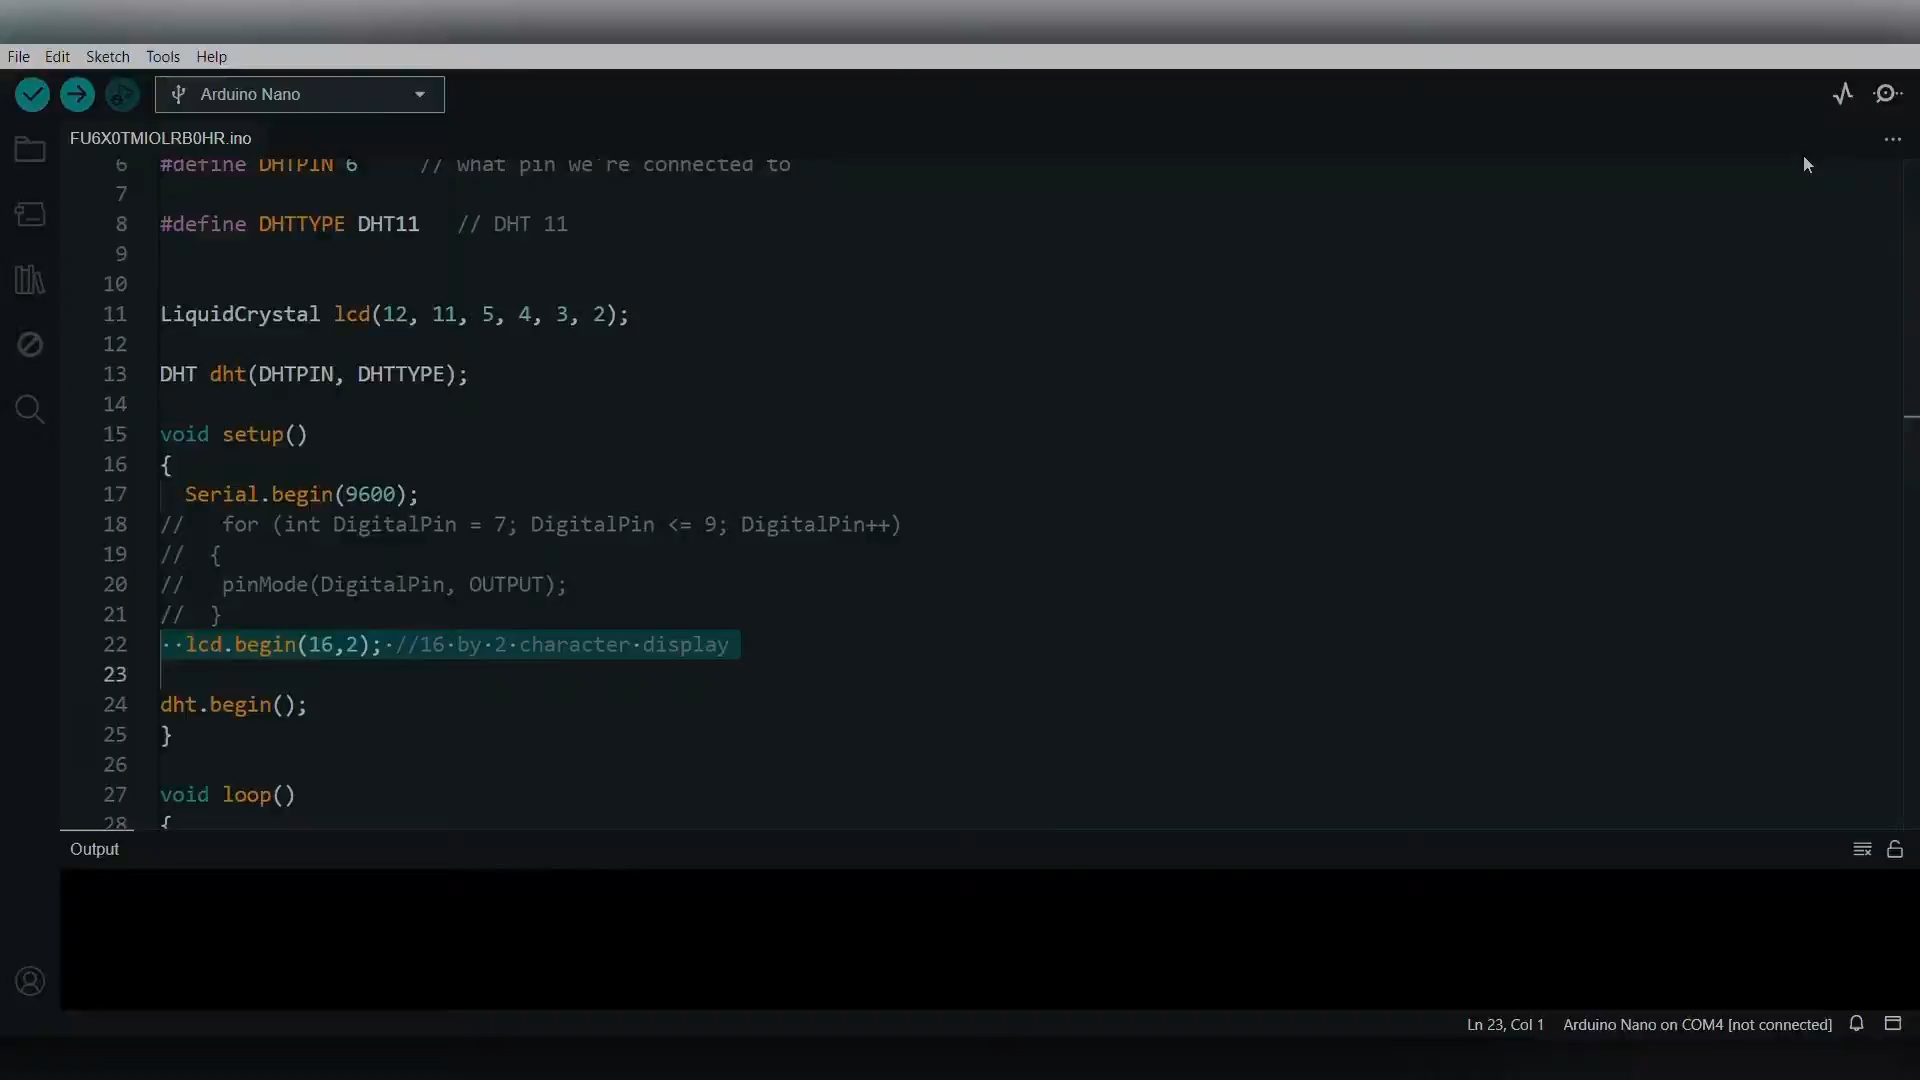 File Edit Sketch Tools Help
Arduino Nano
FU6X0TMIOLRB0HR.ino
6 #define DHTPIN 6 // what pin we're connected to
7
8 #define DHTTYPE DHT11 // DHT 11
9
10
11 LiquidCrystal lcd(12, 11, 5, 4, 3, 2);
12
13 DHT dht(DHTPIN, DHTTYPE);
14
15 void setup()
16 {
17 Serial.begin(9600);
18 // for (int DigitalPin = 7; DigitalPin <= 9; DigitalPin++)
19 // {
20 // pinMode(DigitalPin, OUTPUT);
21 // }
22 ··lcd.begin(16,2);·//16·by·2·character·display
23
24 dht.begin();
25 }
26
27 void loop()
28 {
Output
Ln 23, Col 1 Arduino Nano on COM4 [not connected]